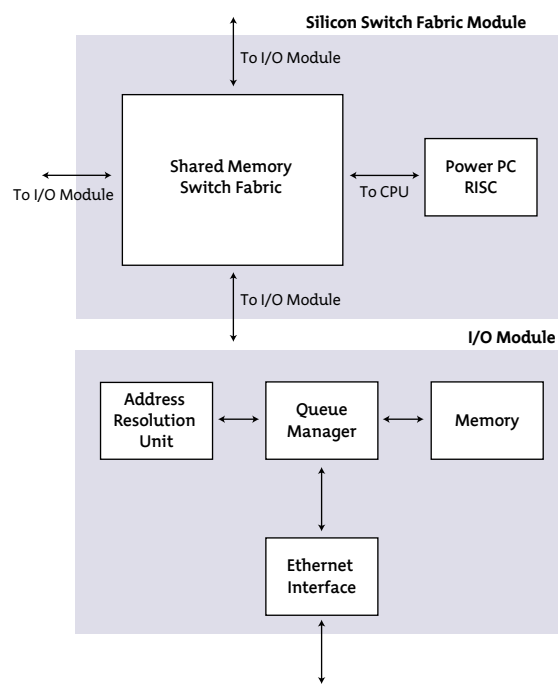 Silicon Switch Fabric Module
To I/O Module
Shared Memory
Switch Fabric
Power PC
RISC
To I/O Module
To CPU
To I/O Module
I/O Module
Address
Resolution
Unit
Queue
Manager
Memory
Ethernet
Interface